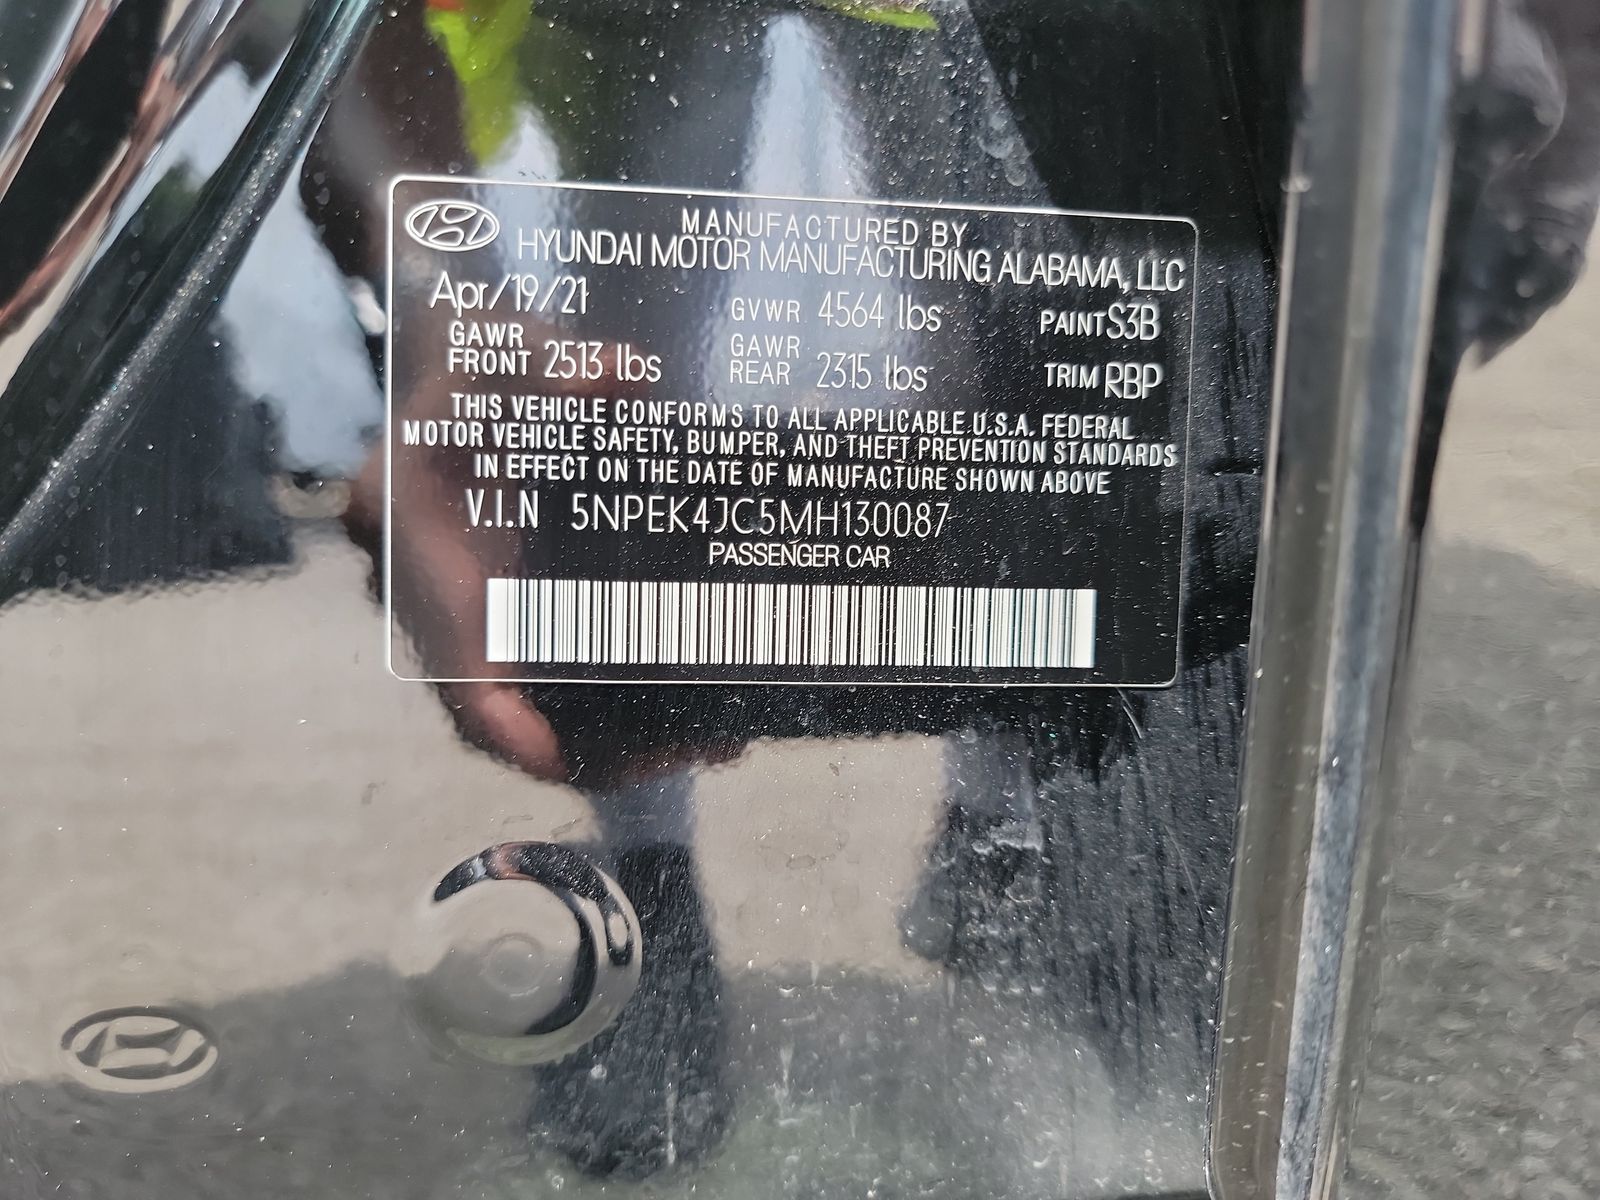 MANUFACTURED BY
HYUNDAI MOTOR MANUFACTURING ALABAMA, LLC
Apr/19/21 GVWR 4564 lbs PAINT S3B
GAWR FRONT 2513 lbs GAWR REAR 2315 lbs TRIM RBP
THIS VEHICLE CONFORMS TO ALL APPLICABLE U.S.A. FEDERAL
MOTOR VEHICLE SAFETY, BUMPER, AND THEFT PREVENTION STANDARDS
IN EFFECT ON THE DATE OF MANUFACTURE SHOWN ABOVE
V.I.N 5NPEK4JC5MH130087
PASSENGER CAR